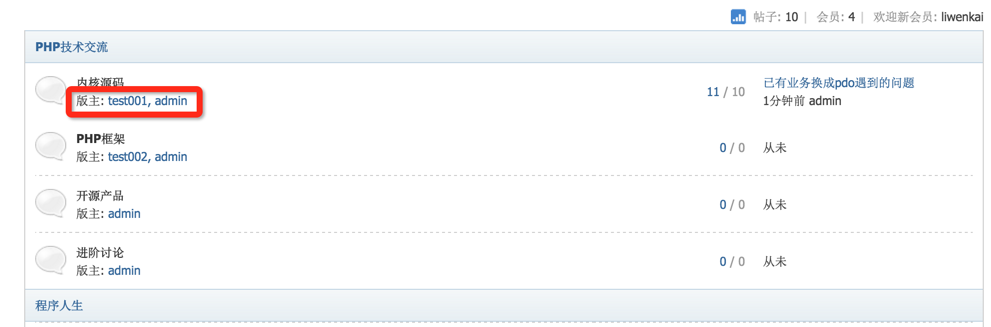 帖子: 10 | 会员: 4 | 欢迎新会员: liwenkai
PHP技术交流
内核源码
版主: test001, admin
11 / 10
已有业务换成pdo遇到的问题
1分钟前 admin
PHP框架
版主: test002, admin
0 / 0
从未
开源产品
版主: admin
0 / 0
从未
进阶讨论
版主: admin
0 / 0
从未
程序人生